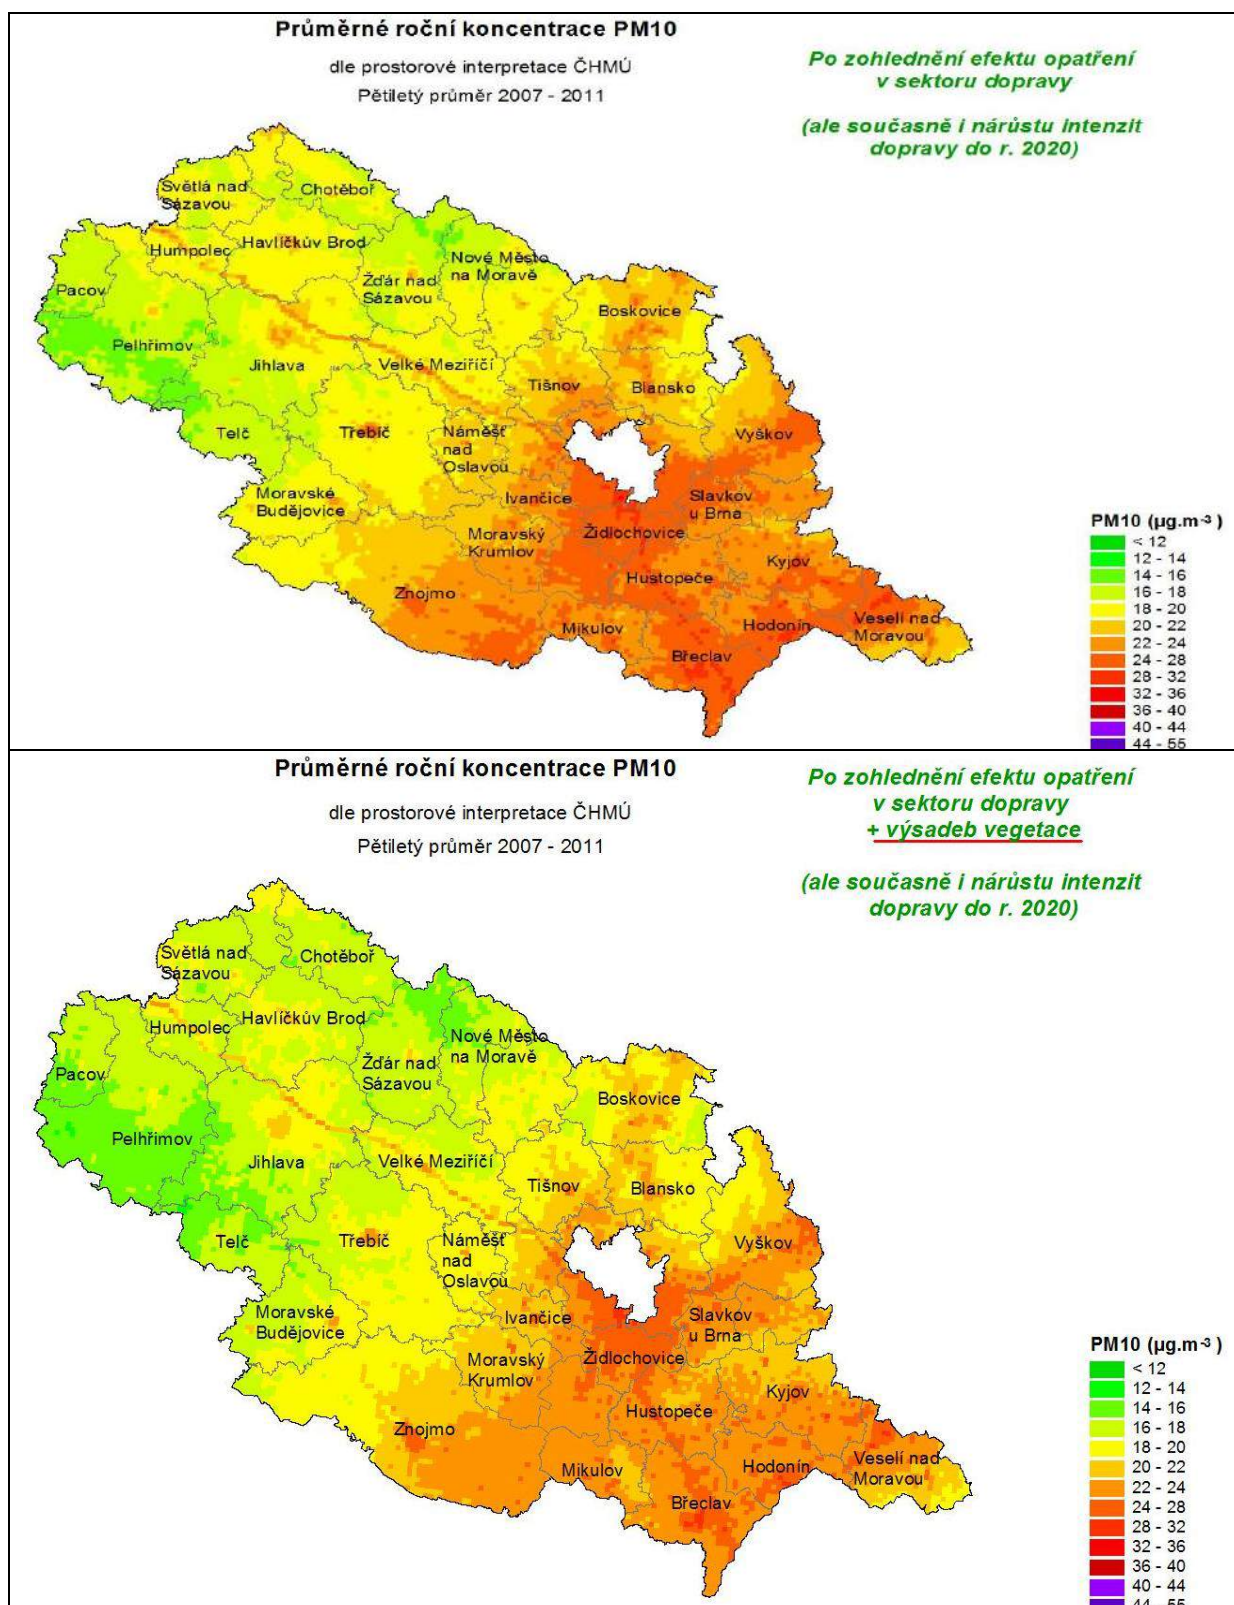 Průměrné roční koncentrace PM10
dle prostorové interpretace ČHMÚ
Pětiletý průměr 2007 - 2011
Po zohlednění efektu opatření
v sektoru dopravy
(ale současně i nárůstu intenzit
dopravy do r. 2020)
Světlá nad
Sázavou
Chotěboř
Humpolec
Havlíčkův Brod
Nové Město
na Moravě
Pacov
Žďár nad
Sázavou
Boskovice
Pelhřimov
Jihlava
Velké Meziříčí
Tišnov
Blansko
Telč
Třebíč
Náměšť
nad
Oslavou
Vyškov
Moravské
Budějovice
Ivančice
Slavkov
u Brna
Moravský
Krumlov
Židlochovice
Kyjov
Hustopeče
Znojmo
Mikulov
Hodonín
Veselí nad
Moravou
Břeclav
PM10 (µg.m-3 )
< 12
12 - 14
14 - 16
16 - 18
18 - 20
20 - 22
22 - 24
24 - 28
28 - 32
32 - 36
36 - 40
40 - 44
44 - 55
Průměrné roční koncentrace PM10
dle prostorové interpretace ČHMÚ
Pětiletý průměr 2007 - 2011
Po zohlednění efektu opatření
v sektoru dopravy
+ výsadeb vegetace
(ale současně i nárůstu intenzit
dopravy do r. 2020)
Světlá nad
Sázavou
Chotěboř
Humpolec
Havlíčkův Brod
Nové Město
na Moravě
Pacov
Žďár nad
Sázavou
Boskovice
Pelhřimov
Jihlava
Velké Meziříčí
Tišnov
Blansko
Telč
Třebíč
Náměšť
nad
Oslavou
Vyškov
Moravské
Budějovice
Ivančice
Slavkov
u Brna
Moravský
Krumlov
Židlochovice
Kyjov
Hustopeče
Znojmo
Mikulov
Hodonín
Veselí nad
Moravou
Břeclav
PM10 (µg.m-3 )
< 12
12 - 14
14 - 16
16 - 18
18 - 20
20 - 22
22 - 24
24 - 28
28 - 32
32 - 36
36 - 40
40 - 44
44 - 55